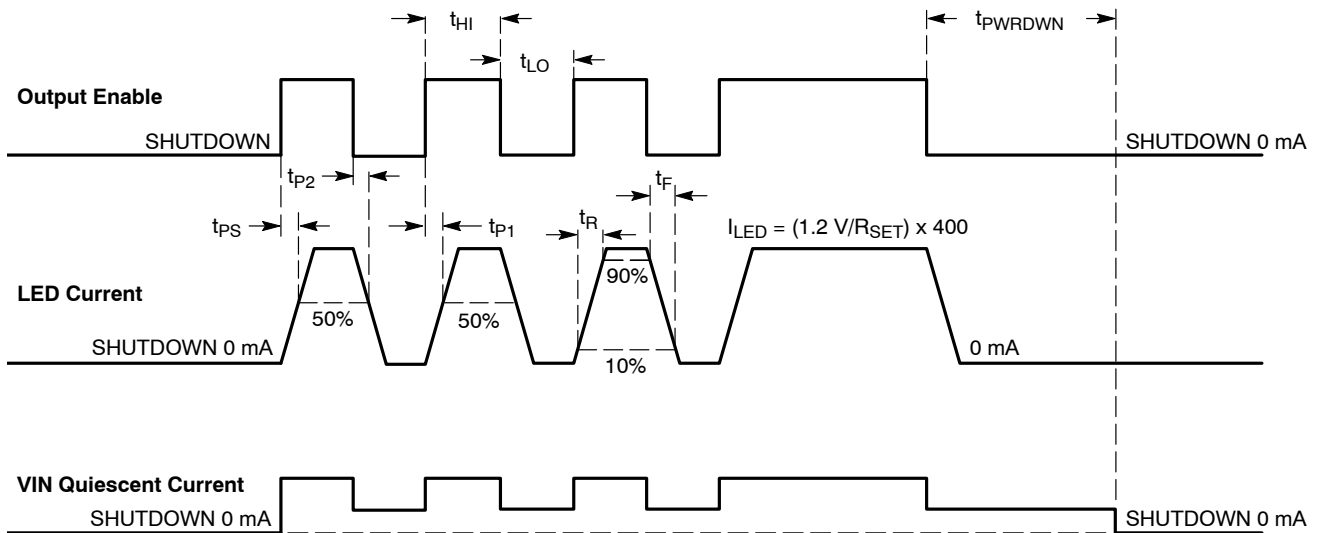 tHI
tPWRDWN
tLO
Output Enable
SHUTDOWN
SHUTDOWN 0 mA
tP2
tF
tPS
tP1
tR
ILED = (1.2 V/RSET) x 400
90%
LED Current
50%
50%
SHUTDOWN 0 mA
0 mA
10%
VIN Quiescent Current
SHUTDOWN 0 mA
SHUTDOWN 0 mA